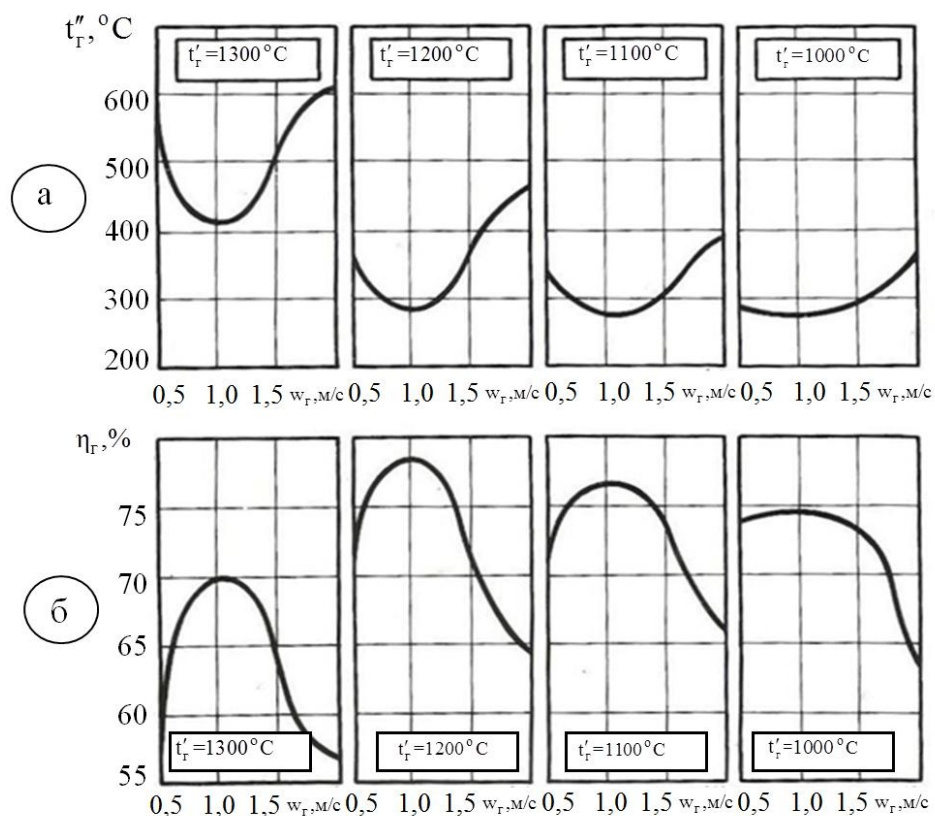 t″г, °C
t′г=1300°C
t′г=1200°C
t′г=1100°C
t′г=1000°C
600
500
400
300
200
а
0,5 1,0 1,5 wг,м/с 0,5 1,0 1,5 wг,м/с 0,5 1,0 1,5 wг,м/с 0,5 1,0 1,5 wг,м/с
ηг,%
75
70
65
60
55
б
t′г=1300°C
t′г=1200°C
t′г=1100°C
t′г=1000°C
0,5 1,0 1,5 wг,м/с 0,5 1,0 1,5 wг,м/с 0,5 1,0 1,5 wг,м/с 0,5 1,0 1,5 wг,м/с